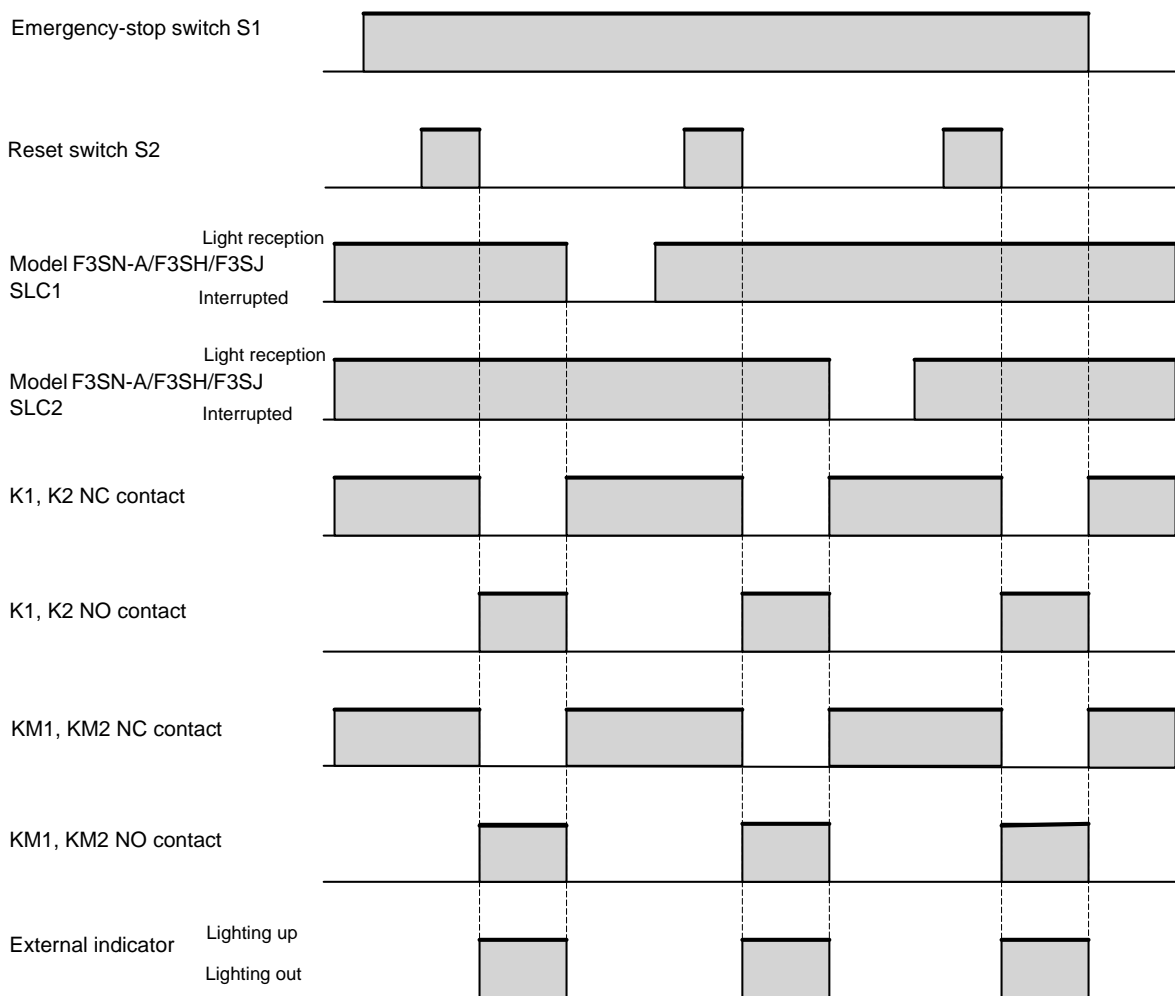 Emergency-stop switch S1
Reset switch S2
Light reception
Model F3SN-A/F3SH/F3SJ
SLC1
Interrupted
Light reception
Model F3SN-A/F3SH/F3SJ
SLC2
Interrupted
K1, K2 NC contact
K1, K2 NO contact
KM1, KM2 NC contact
KM1, KM2 NO contact
External indicator
Lighting up
Lighting out